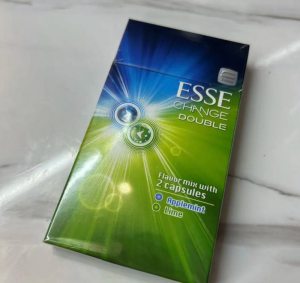 ESSE
CHANGE
DOUBLE
Flavor mix with
2 capsules
Applemint
Lime